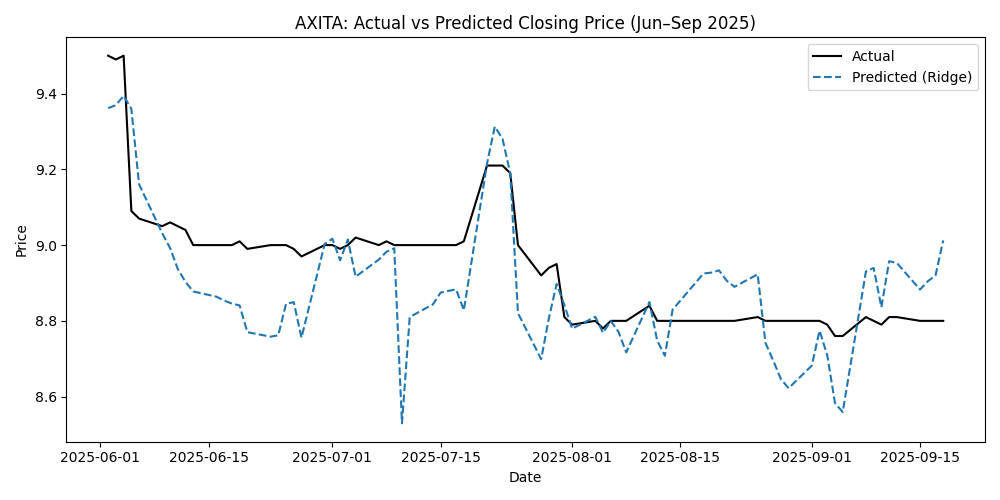 AXITA: Actual vs Predicted Closing Price (Jun–Sep 2025)
Actual
Predicted (Ridge)
Price
9.4
9.2
9.0
8.8
8.6
2025-06-01 2025-06-15 2025-07-01 2025-07-15 2025-08-01 2025-08-15 2025-09-01 2025-09-15
Date